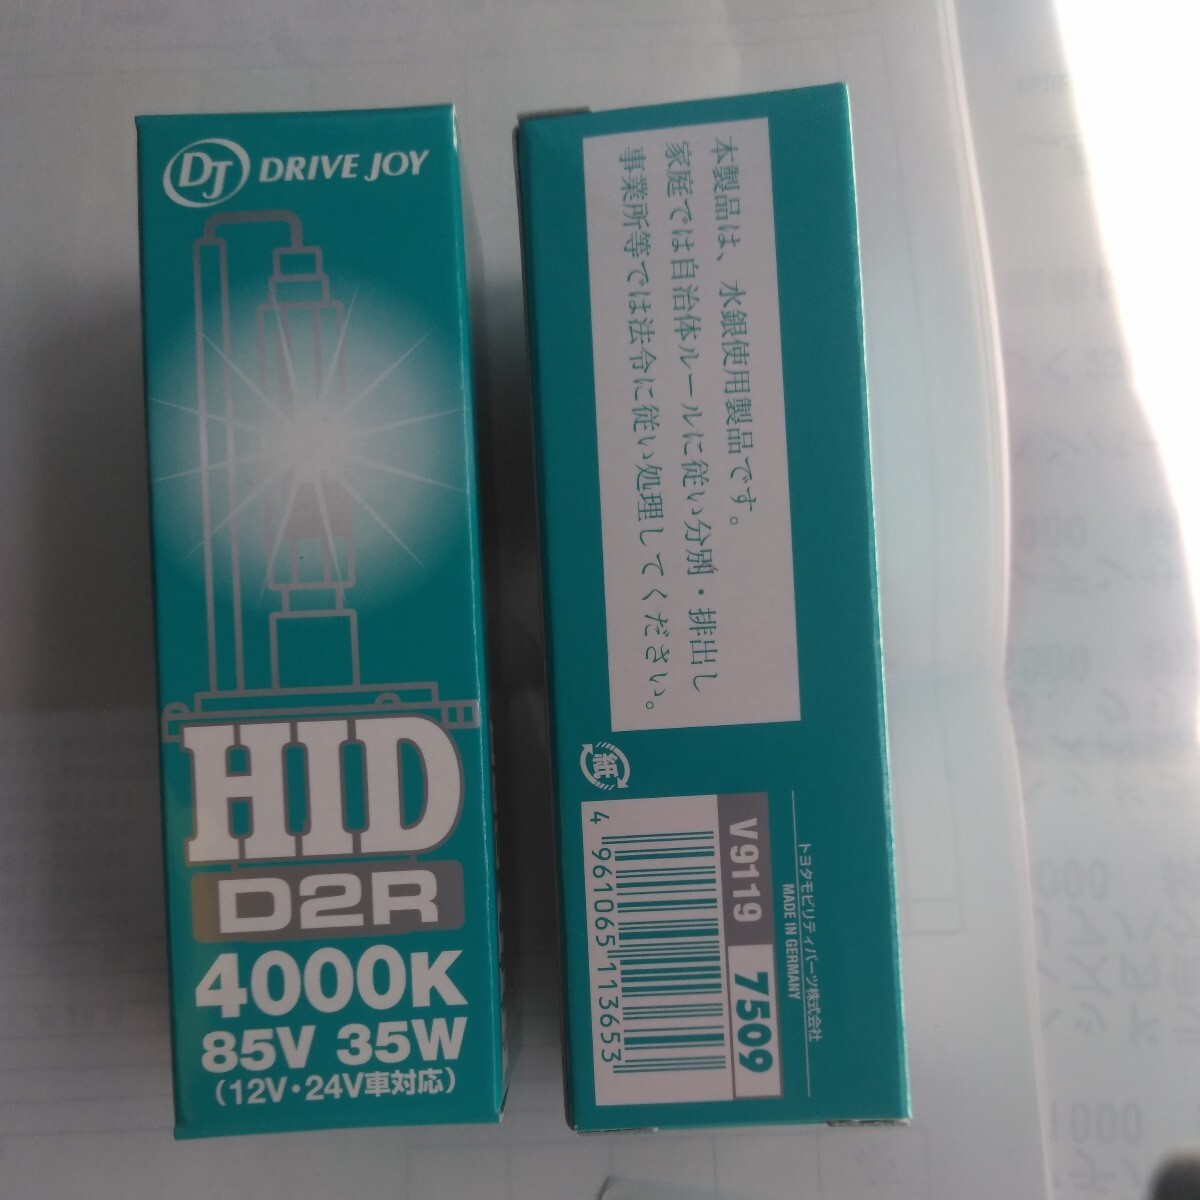 DJ DRIVE JOY
HID
D2R
4000K
85V 35W
(12V・24V車対応)
本製品は、水銀使用製品です。
家庭では自治体ルールに従い分別・排出し
事業所等では法令に従い処理してください。
紙
トヨタモビリティパーツ株式会社
MADE IN GERMANY
V9119 7509
4 961065 113653
1000